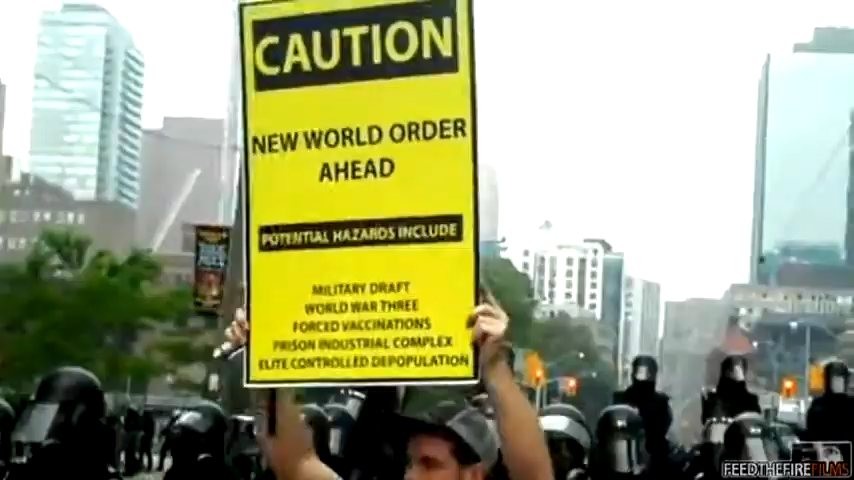 CAUTION
NEW WORLD ORDER
AHEAD
POTENTIAL HAZARDS INCLUDE
MILITARY DRAFT
WORLD WAR THREE
FORCED VACCINATIONS
PRISON INDUSTRIAL COMPLEX
ELITE CONTROLLED DEPOPULATION
FEEDTHEFIREFILMS